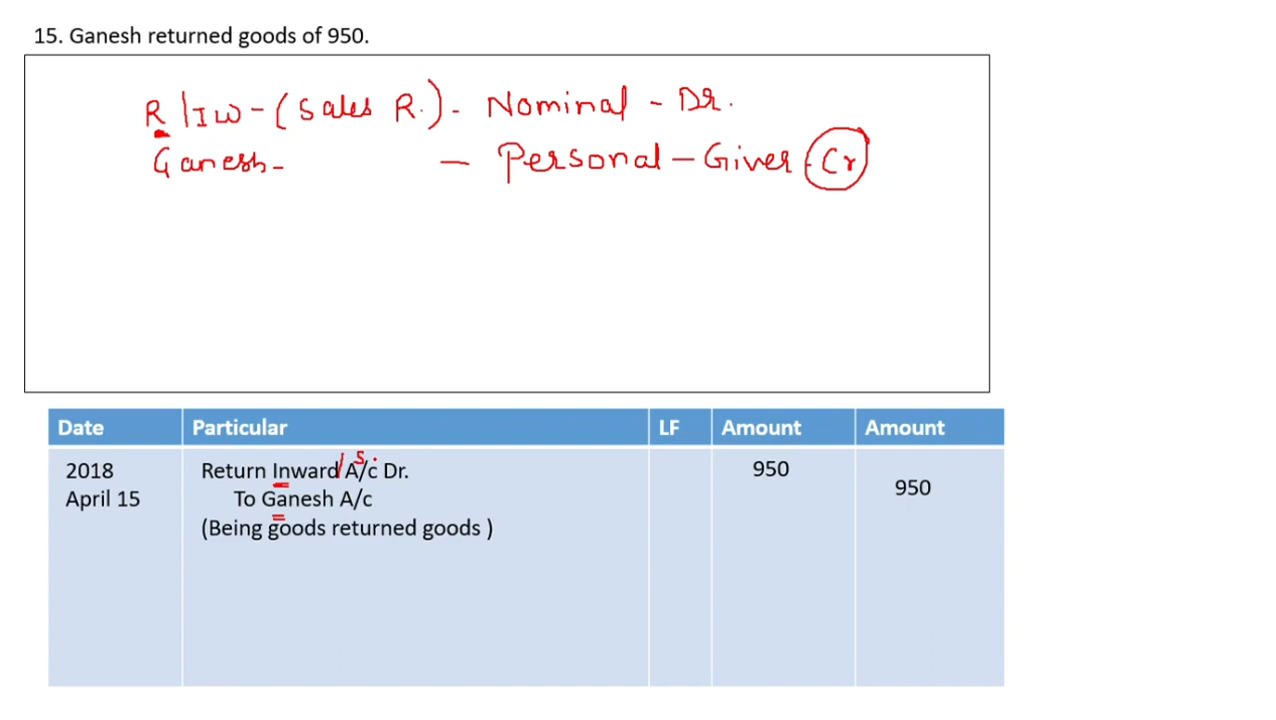 15. Ganesh returned goods of 950.
R/IW-(Sales R.)- Nominal - Dr.
Ganesh- - Personal-Giver-Cr
Date Particular LF Amount Amount
2018 Return Inward/S. A/c Dr. 950
April 15 To Ganesh A/c 950
(Being goods returned goods )